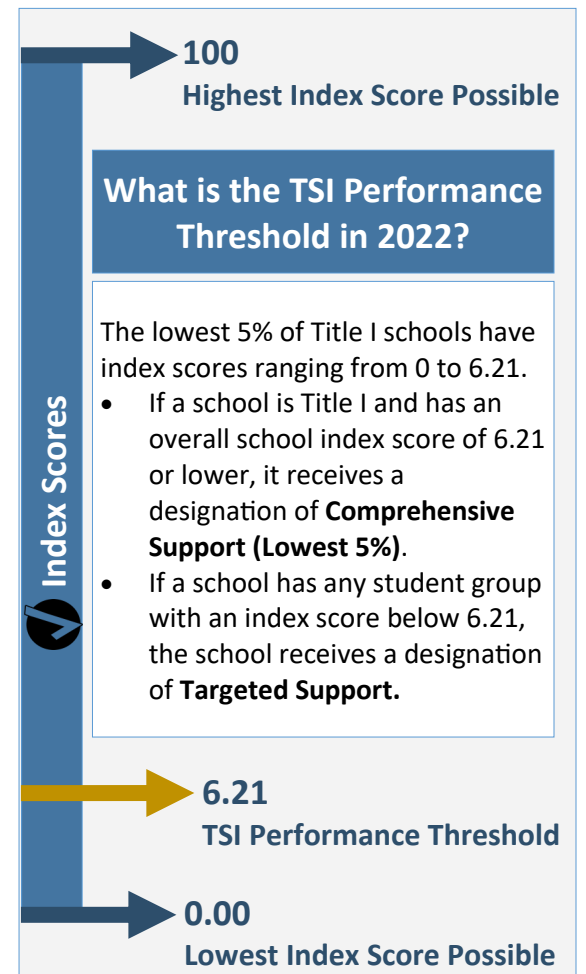 100
Highest Index Score Possible
What is the TSI Performance
Threshold in 2022?
The lowest 5% of Title I schools have
index scores ranging from 0 to 6.21.
• If a school is Title I and has an
overall school index score of 6.21
or lower, it receives a
designation of Comprehensive
Support (Lowest 5%).
• If a school has any student group
with an index score below 6.21,
the school receives a designation
of Targeted Support.
Index Scores
6.21
TSI Performance Threshold
0.00
Lowest Index Score Possible